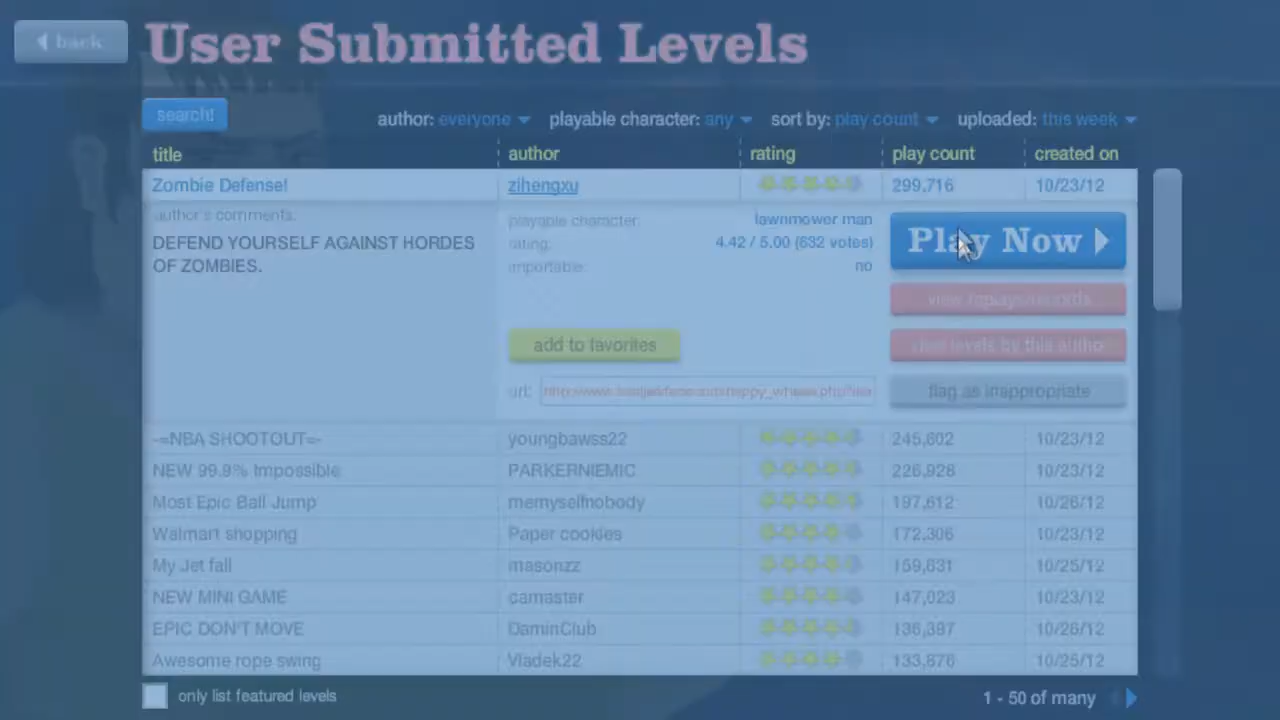 back
User Submitted Levels
search!
author: everyone playable character: any sort by: play count uploaded: this week
title author rating play count created on
Zombie Defense! zihengxu 299,716 10/23/12
author's comments:
DEFEND YOURSELF AGAINST HORDES
OF ZOMBIES.
playable character: lawnmower man
rating: 4.42 / 5.00 (632 votes)
importable: no
Play Now
view replays/records
add to favorites
flag as inappropriate
url:
-=NBA SHOOTOUT=- youngbawss22 245,602 10/23/12
NEW 99.9% Impossible PARKERNIEMIC 226,928 10/23/12
Most Epic Ball Jump memyselfnobody 197,612 10/26/12
Walmart shopping Paper cookies 172,306 10/23/12
My Jet fall masonzz 159,631 10/25/12
NEW MINI GAME camaster 147,023 10/23/12
EPIC DON'T MOVE DaminClub 136,397 10/26/12
Awesome rope swing Vladek22 133,676 10/25/12
only list featured levels
1 - 50 of many